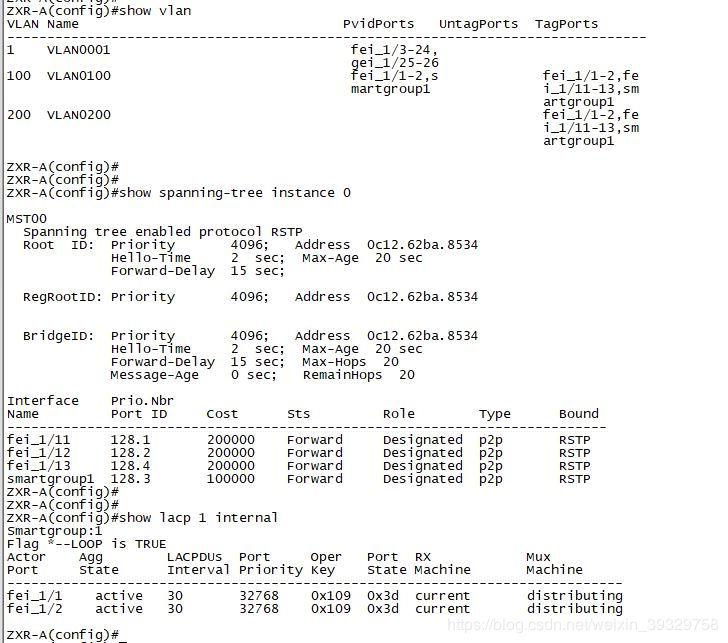 ZXR-A(config)#show vlan
VLAN Name PvidPorts UntagPorts TagPorts
--------------------------------------------------------------------------------
1 VLAN0001 fei_1/3-24,
gei_1/25-26
100 VLAN0100 fei_1/1-2,s fei_1/1-2,fe
martgroup1 i_1/11-13,sm
artgroup1
200 VLAN0200 fei_1/1-2,fe
i_1/11-13,sm
artgroup1
ZXR-A(config)#
ZXR-A(config)#
ZXR-A(config)#show spanning-tree instance 0
MST00
Spanning tree enabled protocol RSTP
Root ID: Priority 4096; Address 0c12.62ba.8534
Hello-Time 2 sec; Max-Age 20 sec
Forward-Delay 15 sec;
RegRootID: Priority 4096; Address 0c12.62ba.8534
BridgeID: Priority 4096; Address 0c12.62ba.8534
Hello-Time 2 sec; Max-Age 20 sec
Forward-Delay 15 sec; Max-Hops 20
Message-Age 0 sec; RemainHops 20
Interface Prio.Nbr
Name Port ID Cost Sts Role Type Bound
---------------------------------------------------------------------------
fei_1/11 128.1 200000 Forward Designated p2p RSTP
fei_1/12 128.2 200000 Forward Designated p2p RSTP
fei_1/13 128.4 200000 Forward Designated p2p RSTP
smartgroup1 128.3 100000 Forward Designated p2p RSTP
ZXR-A(config)#
ZXR-A(config)#
ZXR-A(config)#show lacp 1 internal
Smartgroup:1
Flag *--LOOP is TRUE
Actor Agg LACPDUs Port Oper Port RX Mux
Port State Interval Priority Key State Machine Machine
-----------------------------------------------------------------------------
fei_1/1 active 30 32768 0x109 0x3d current distributing
fei_1/2 active 30 32768 0x109 0x3d current distributing
ZXR-A(config)#
https://blog.csdn.net/weixin_39329758